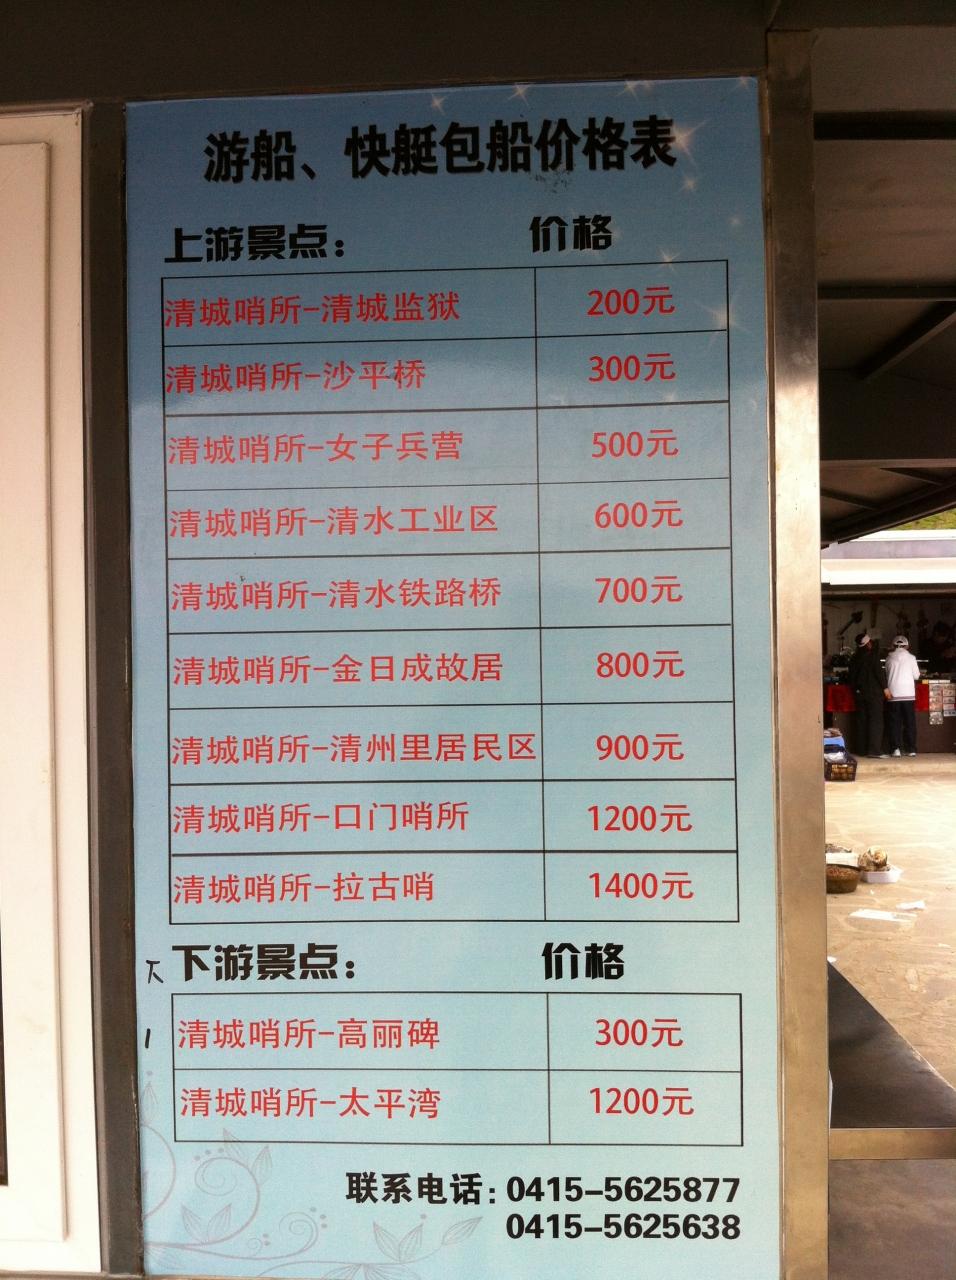 游船、快艇包船价格表
上游景点： 价格
清城哨所-清城监狱 200元
清城哨所-沙平桥 300元
清城哨所-女子兵营 500元
清城哨所-清水工业区 600元
清城哨所-清水铁路桥 700元
清城哨所-金日成故居 800元
清城哨所-清州里居民区 900元
清城哨所-口门哨所 1200元
清城哨所-拉古哨 1400元
下游景点： 价格
清城哨所-高丽碑 300元
清城哨所-太平湾 1200元
联系电话：0415-5625877
0415-5625638